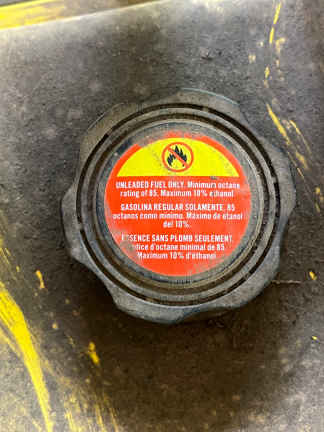 UNLEADED FUEL ONLY. Minimum octane
rating of 85. Maximum 10% ethanol
GASOLINA REGULAR SOLAMENTE. 85
octanos como mínimo. Máximo de etanol
del 10%.
ESSENCE SANS PLOMB SEULEMENT.
Indice d'octane minimal de 85.
Maximum 10% d'éthanol